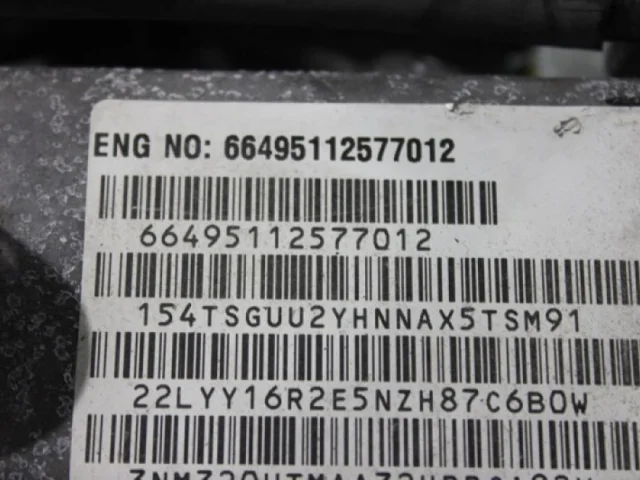 ENG NO: 66495112577012
66495112577012
154TSGUU2YHNNAX5TSM91
22LYY16R2E5NZH87C6B0W